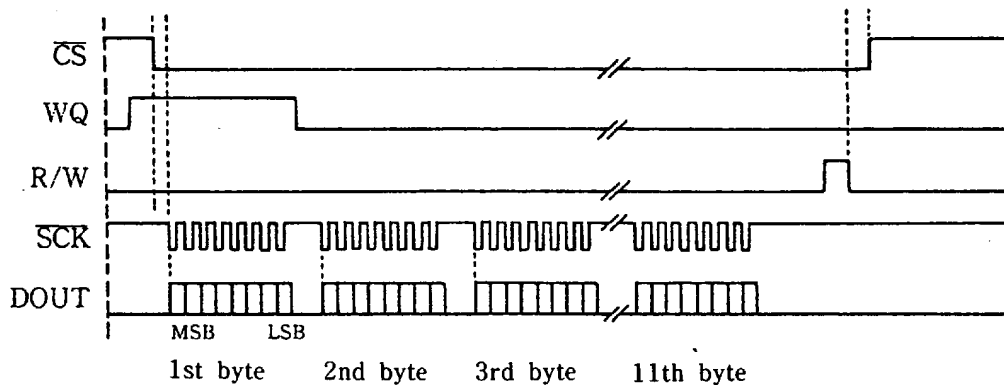 CS
WQ
R/W
SCK
DOUT
MSB LSB
1st byte 2nd byte 3rd byte 11th byte